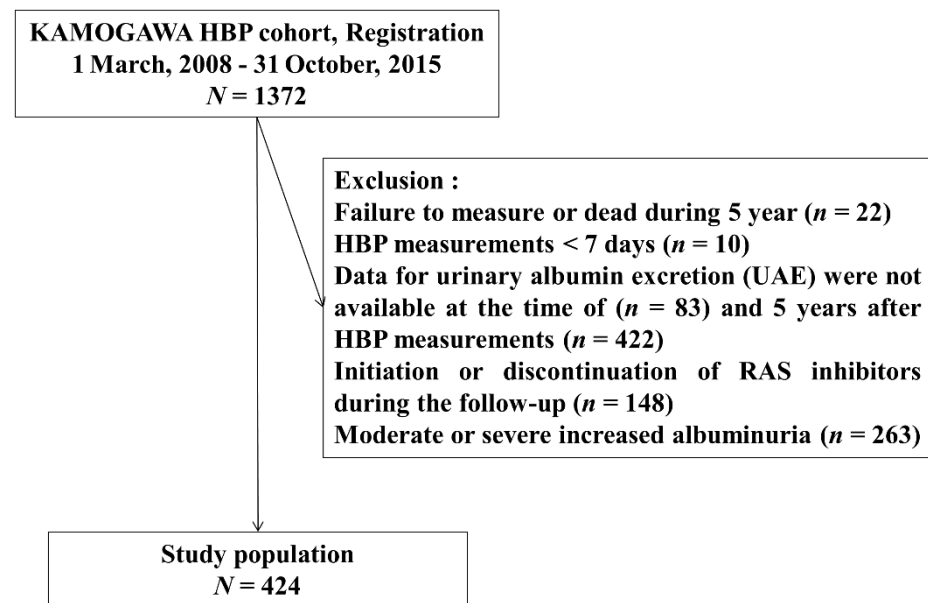 KAMOGAWA HBP cohort, Registration
1 March, 2008 - 31 October, 2015
N = 1372
Exclusion :
Failure to measure or dead during 5 year (n = 22)
HBP measurements < 7 days (n = 10)
Data for urinary albumin excretion (UAE) were not
available at the time of (n = 83) and 5 years after
HBP measurements (n = 422)
Initiation or discontinuation of RAS inhibitors
during the follow-up (n = 148)
Moderate or severe increased albuminuria (n = 263)
Study population
N = 424